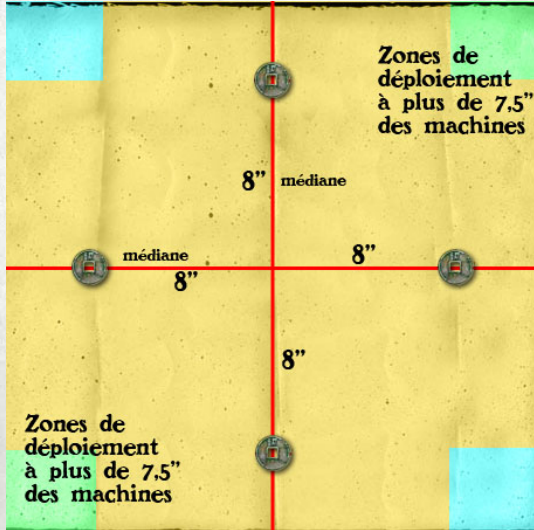 Zones de
déploiement
à plus de 7,5”
des machines
8” médiane
médiane
8”
8”
8”
Zones de
déploiement
à plus de 7,5”
des machines